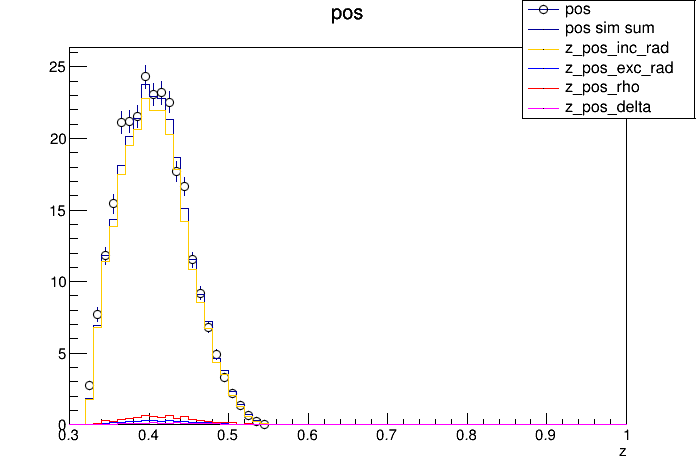 pos
pos
pos sim sum
z_pos_inc_rad
z_pos_exc_rad
z_pos_rho
z_pos_delta
25
20
15
10
5
0
0.3 0.4 0.5 0.6 0.7 0.8 0.9 1
z